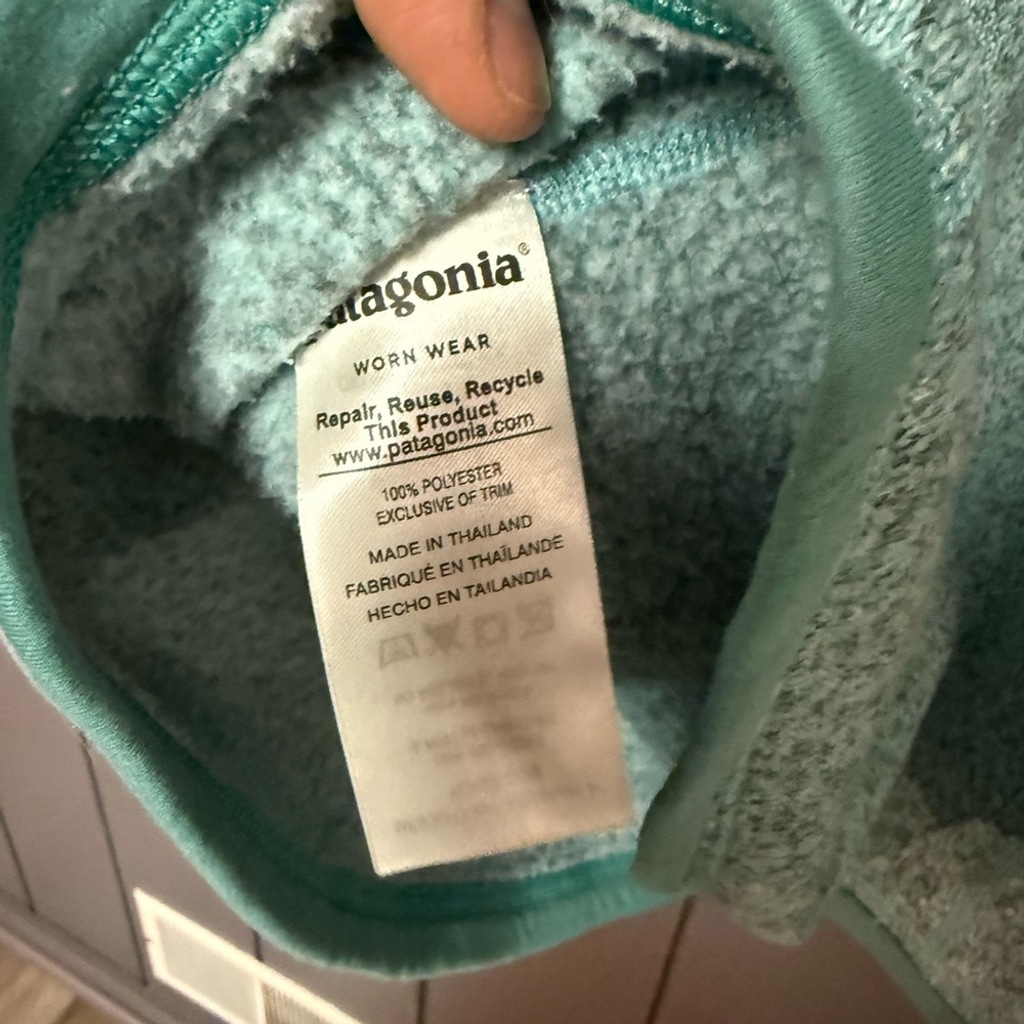 patagonia®
WORN WEAR
Repair, Reuse, Recycle
This Product
www.patagonia.com
100% POLYESTER
EXCLUSIVE OF TRIM
MADE IN THAILAND
FABRIQUÉ EN THAÏLANDE
HECHO EN TAILANDIA